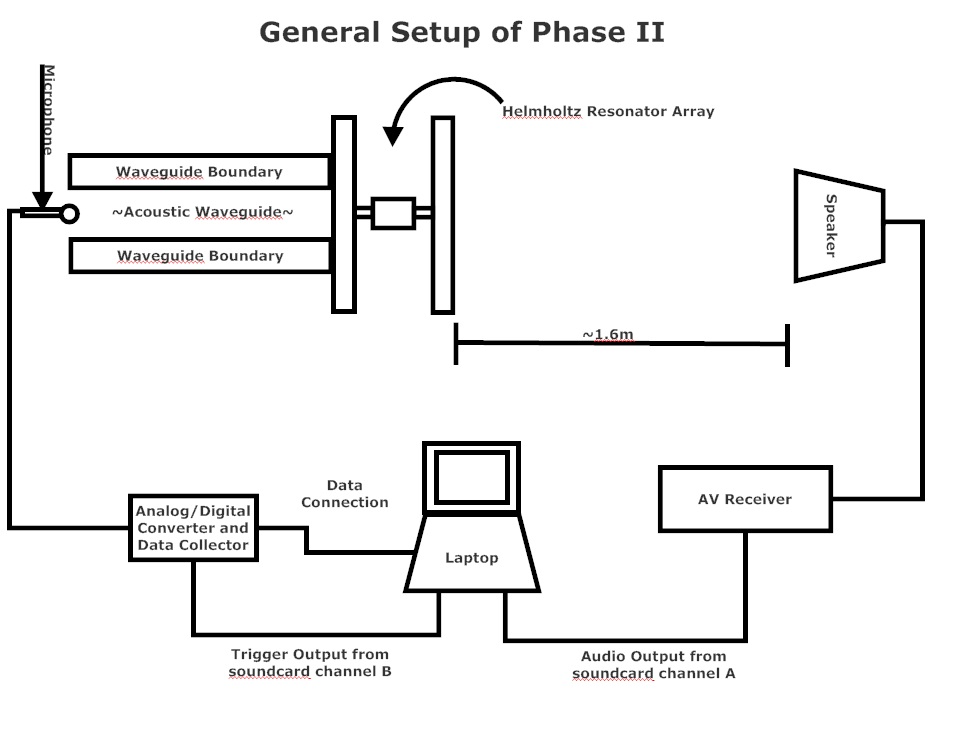 General Setup of Phase II
Microphone
Helmholtz Resonator Array
Waveguide Boundary
~Acoustic Waveguide~
Waveguide Boundary
Speaker
~1.6m
Data
Connection
Analog/Digital
Converter and
Data Collector
Laptop
AV Receiver
Trigger Output from
soundcard channel B
Audio Output from
soundcard channel A